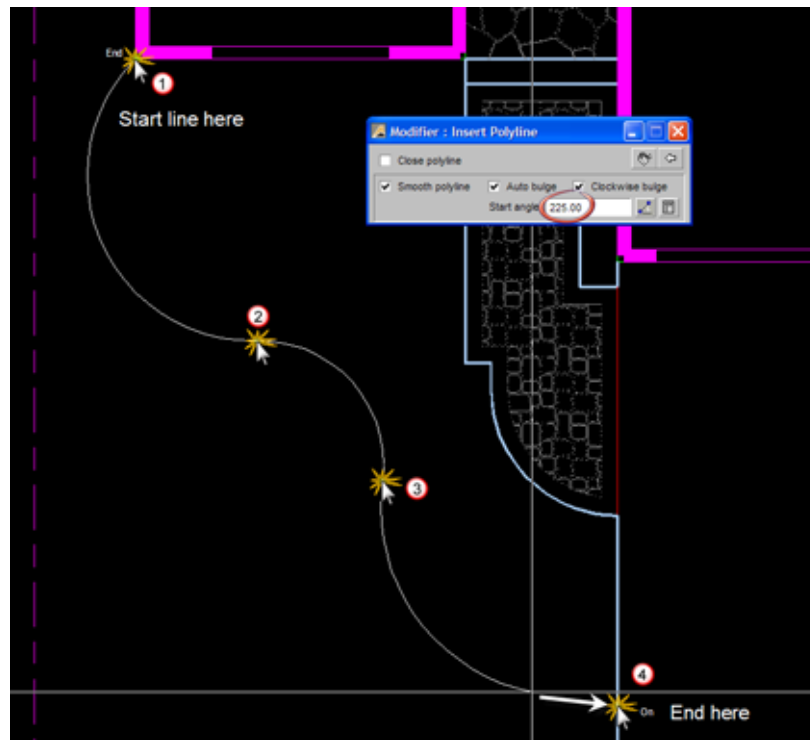 End
1
Start line here
Modifier : Insert Polyline
Close polyline
Smooth polyline Auto bulge Clockwise bulge
Start angle 225.00
2
3
4
On End here